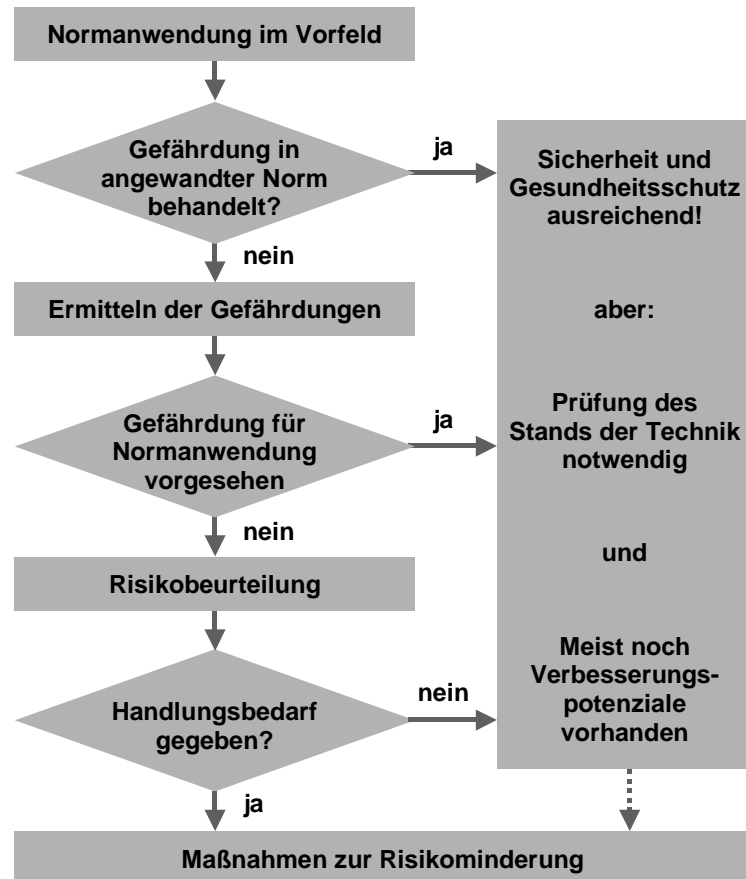 Normanwendung im Vorfeld
Gefährdung in
angewandter Norm
behandelt?
ja
Sicherheit und
Gesundheitsschutz
ausreichend!
nein
Ermitteln der Gefährdungen
aber:
Gefährdung für
Normanwendung
vorgesehen
ja
Prüfung des
Stands der Technik
notwendig
nein
und
Risikobeurteilung
Handlungsbedarf
gegeben?
nein
Meist noch
Verbesserungs-
potenziale
vorhanden
ja
Maßnahmen zur Risikominderung